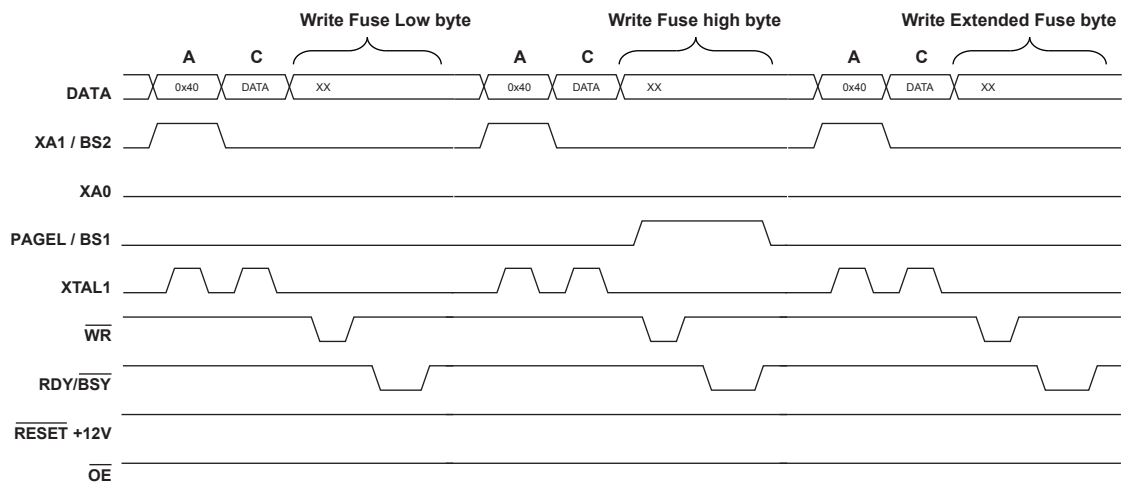 Write Fuse Low byte Write Fuse high byte Write Extended Fuse byte
A C A C A C
DATA 0x40 DATA XX 0x40 DATA XX 0x40 DATA XX
XA1 / BS2
XA0
PAGEL / BS1
XTAL1
WR
RDY/BSY
RESET +12V
OE